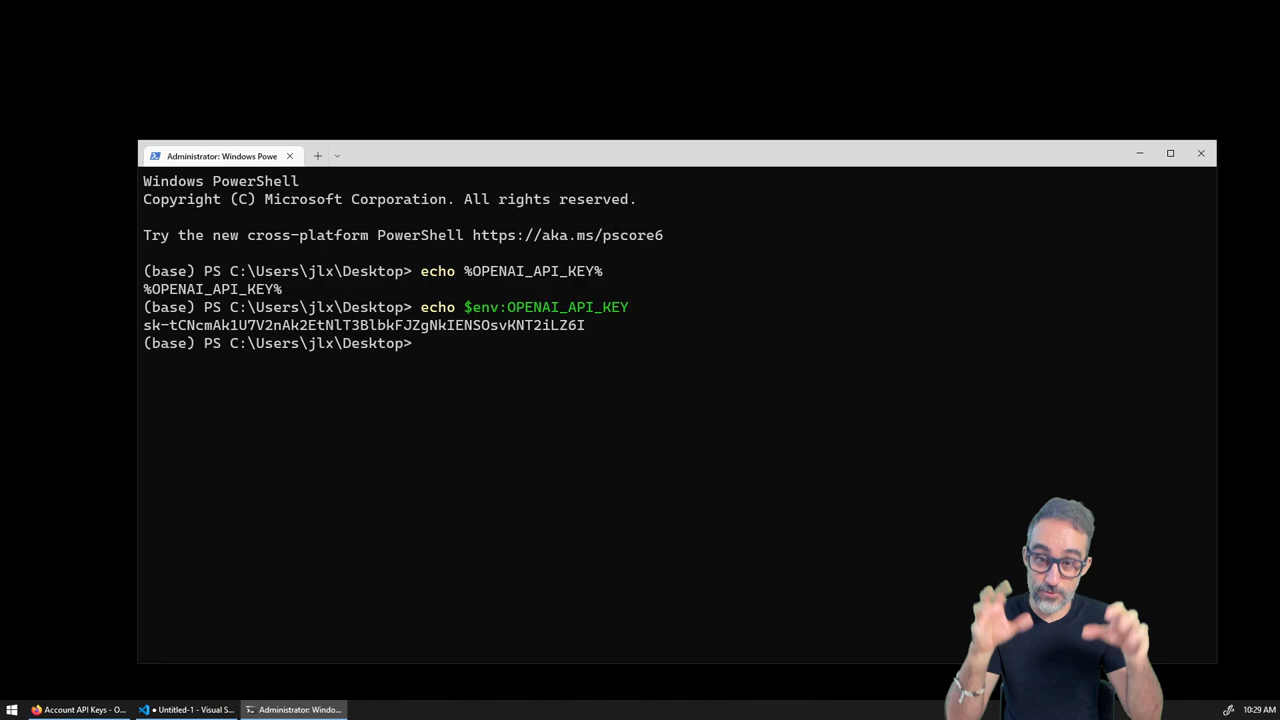 Administrator: Windows Powe
Windows PowerShell
Copyright (C) Microsoft Corporation. All rights reserved.
Try the new cross-platform PowerShell https://aka.ms/pscore6
(base) PS C:\Users\jlx\Desktop> echo %OPENAI_API_KEY%
%OPENAI_API_KEY%
(base) PS C:\Users\jlx\Desktop> echo $env:OPENAI_API_KEY
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
(base) PS C:\Users\jlx\Desktop>
Account API Keys - O... ● Untitled-1 - Visual S... Administrator: Windo... 10:29 AM